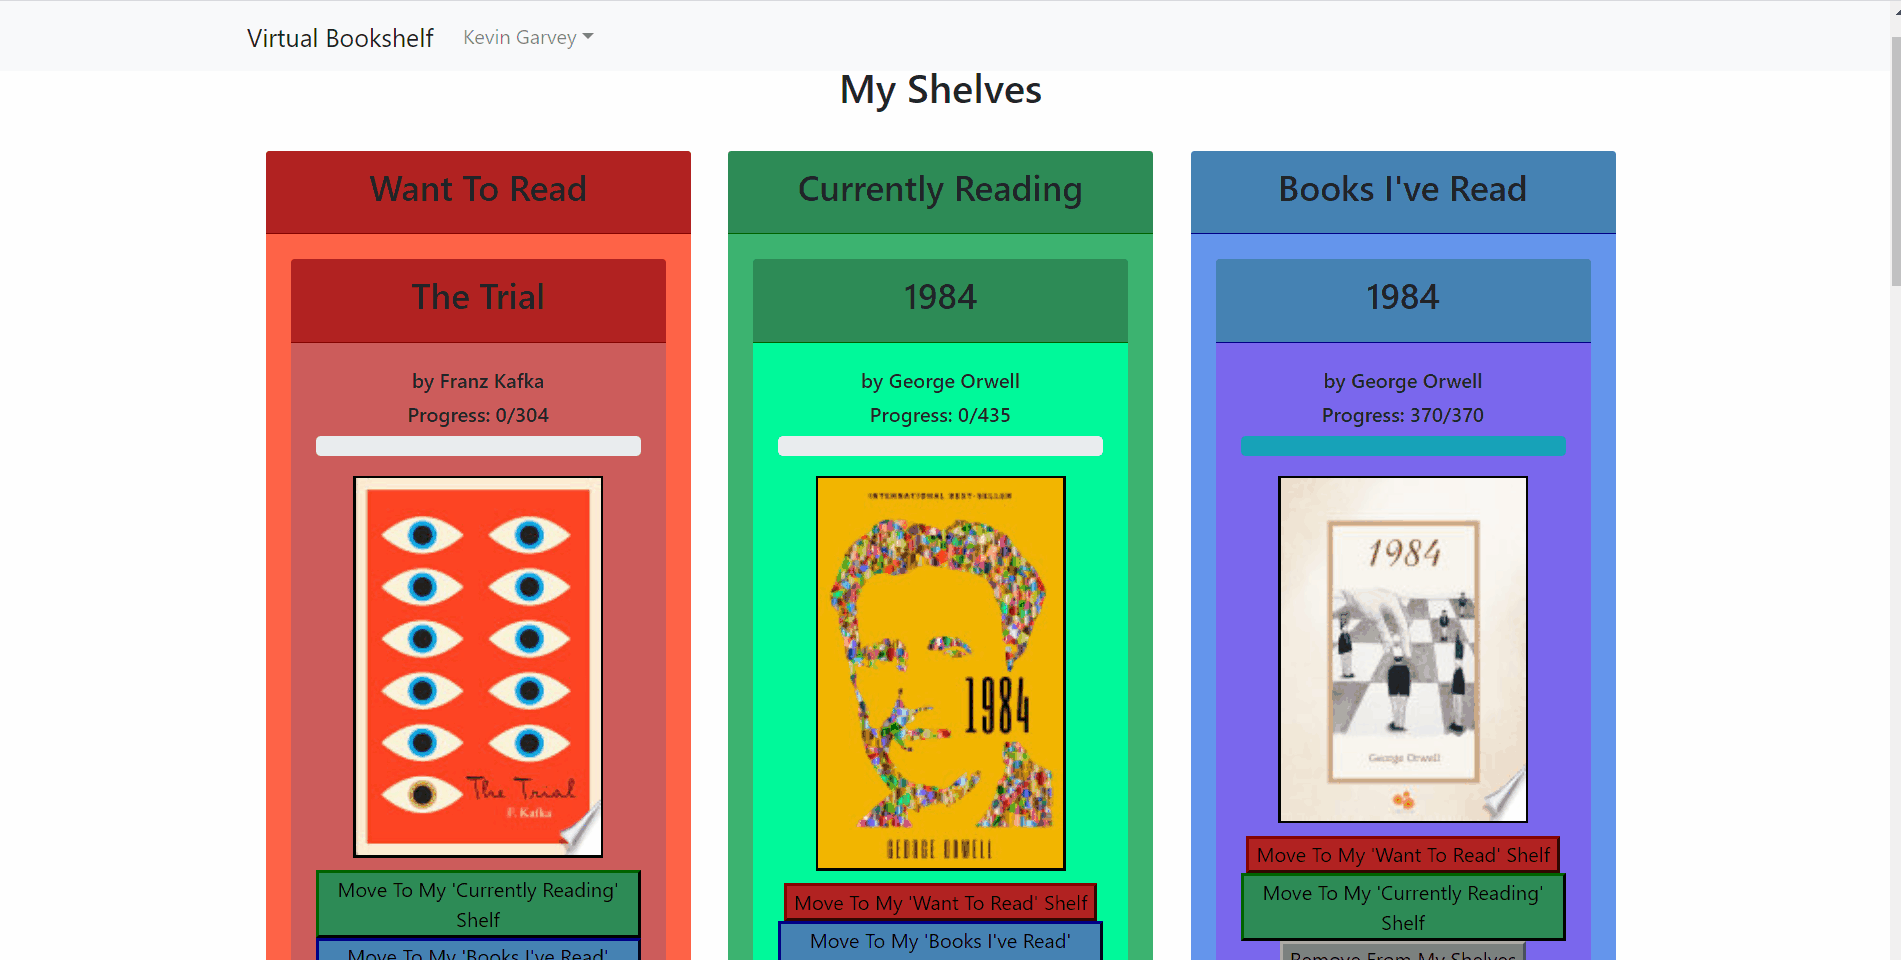 Virtual Bookshelf
Kevin Garvey
My Shelves
Want To Read
The Trial
by Franz Kafka
Progress: 0/304
The Trial
F. Kafka
Move To My 'Currently Reading'
Shelf
Move To My 'Books I've Read'
Currently Reading
1984
by George Orwell
Progress: 0/435
INTERNATIONAL BEST-SELLER
1984
GEORGE ORWELL
Move To My 'Want To Read' Shelf
Move To My 'Books I've Read'
Books I've Read
1984
by George Orwell
Progress: 370/370
1984
George Orwell
Move To My 'Want To Read' Shelf
Move To My 'Currently Reading'
Shelf
Remove From My Shelves